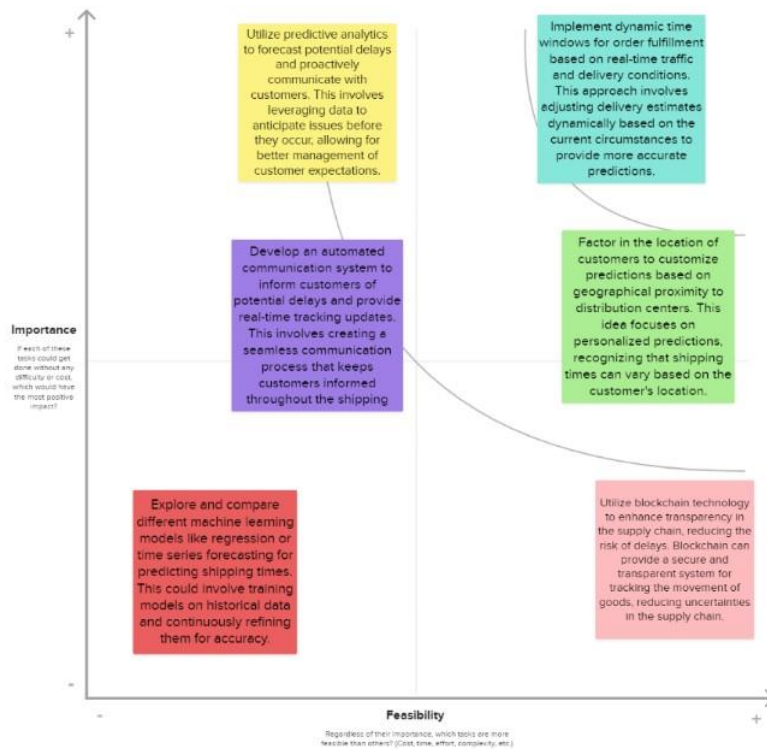 +
Utilize predictive analytics
to forecast potential delays
and proactively
communicate with
customers. This involves
leveraging data to
anticipate issues before
they occur, allowing for
better management of
customer expectations.
Implement dynamic time
windows for order fulfillment
based on real-time traffic
and delivery conditions.
This approach involves
adjusting delivery estimates
dynamically based on the
current circumstances to
provide more accurate
predictions.
Develop an automated
communication system to
inform customers of
potential delays and provide
real-time tracking updates.
This involves creating a
seamless communication
process that keeps
customers informed
throughout the shipping
Factor in the location of
customers to customize
predictions based on
geographical proximity to
distribution centers. This
idea focuses on
personalized predictions,
recognizing that shipping
times can vary based on the
customer's location.
Importance
If each of these
tasks could get
done without any
difficulty or cost,
which would have
the most positive
impact?
Explore and compare
different machine learning
models like regression or
time series forecasting for
predicting shipping times.
This could involve training
models on historical data
and continuously refining
them for accuracy.
Utilize blockchain technology
to enhance transparency in
the supply chain, reducing
the risk of delays. Blockchain can
provide a secure and
transparent system for
tracking the movement of
goods, reducing uncertainties
in the supply chain.
-
-
Feasibility
+
Regardless of their importance, which tasks are more
feasible than others? (Cost, time, effort, complexity, etc.)